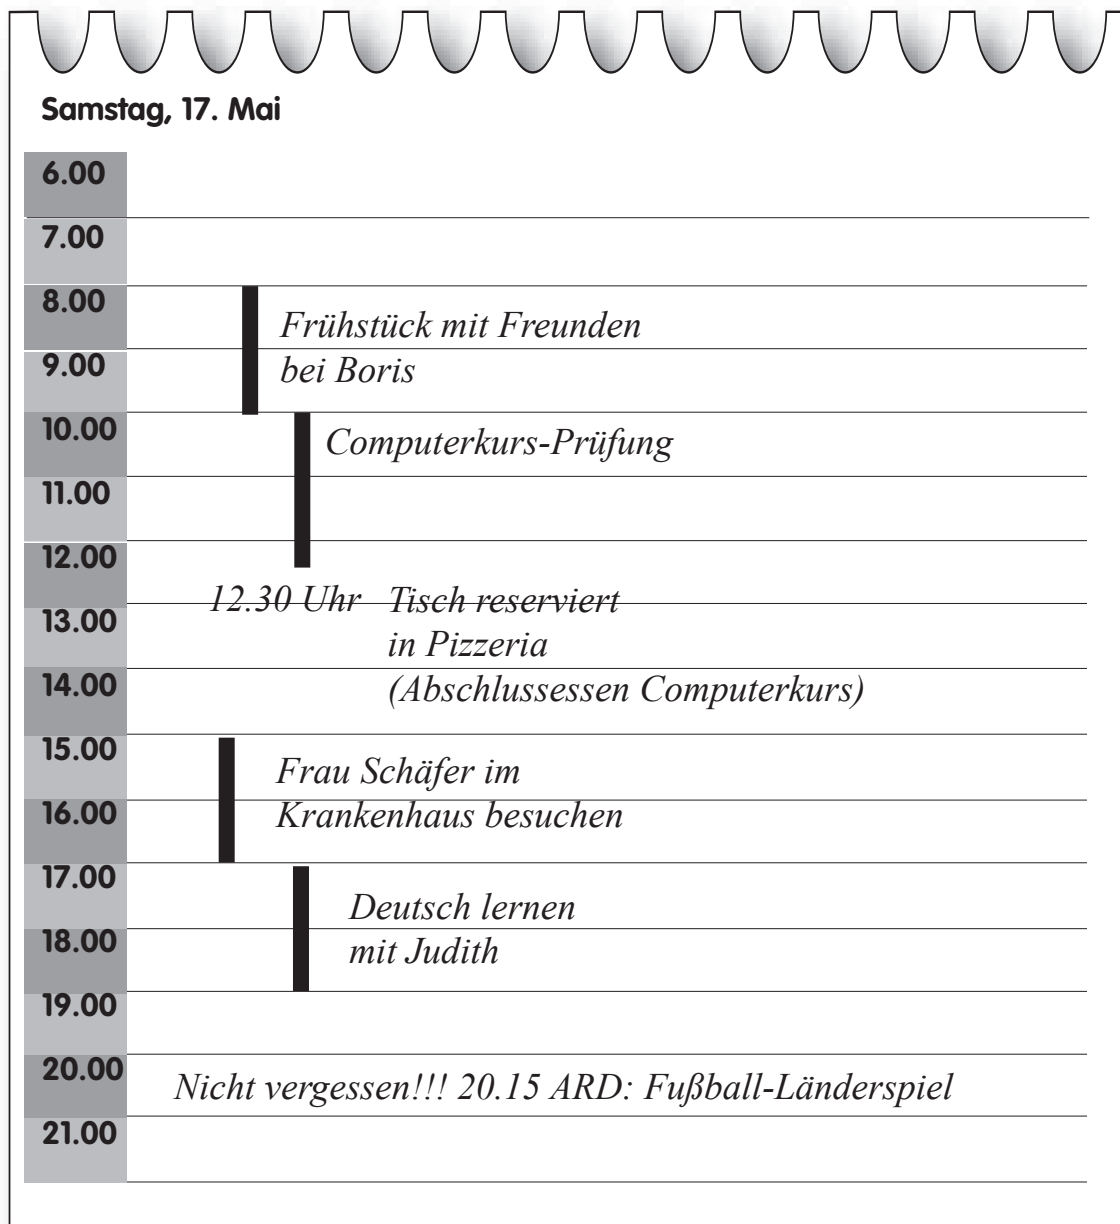 Samstag, 17. Mai
6.00
7.00
8.00
Frühstück mit Freunden
9.00
bei Boris
10.00
Computerkurs-Prüfung
11.00
12.00
12.30 Uhr Tisch reserviert
13.00
in Pizzeria
14.00
(Abschlussessen Computerkurs)
15.00
Frau Schäfer im
16.00
Krankenhaus besuchen
17.00
Deutsch lernen
18.00
mit Judith
19.00
20.00
Nicht vergessen!!! 20.15 ARD: Fußball-Länderspiel
21.00